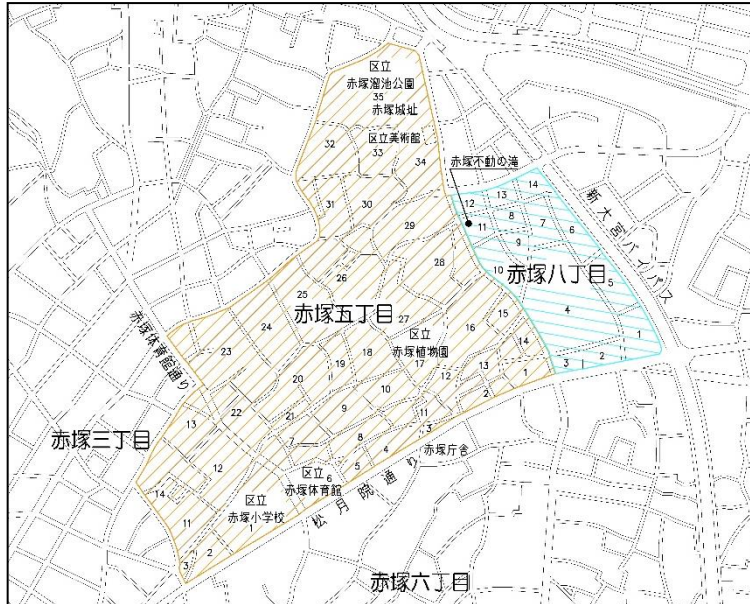 区立
赤塚溜池公園
35
赤塚城址
区立美術館
32
33
34
赤塚不動の滝
31
30
29
28
12
13
14
11
8
7
6
9
10
5
4
3
2
1
新大宮バイパス
赤塚八丁目
26
25
24
23
赤塚五丁目
27
区立
赤塚植物園
16
15
14
赤塚体育館通り
20
19
18
17
12
13
1
22
21
9
10
11
2
7
8
3
4
5
赤塚庁舎
赤塚三丁目
13
12
14
11
区立
6
赤塚体育館
区立
赤塚小学校
1
2
3
松月院通り
赤塚六丁目